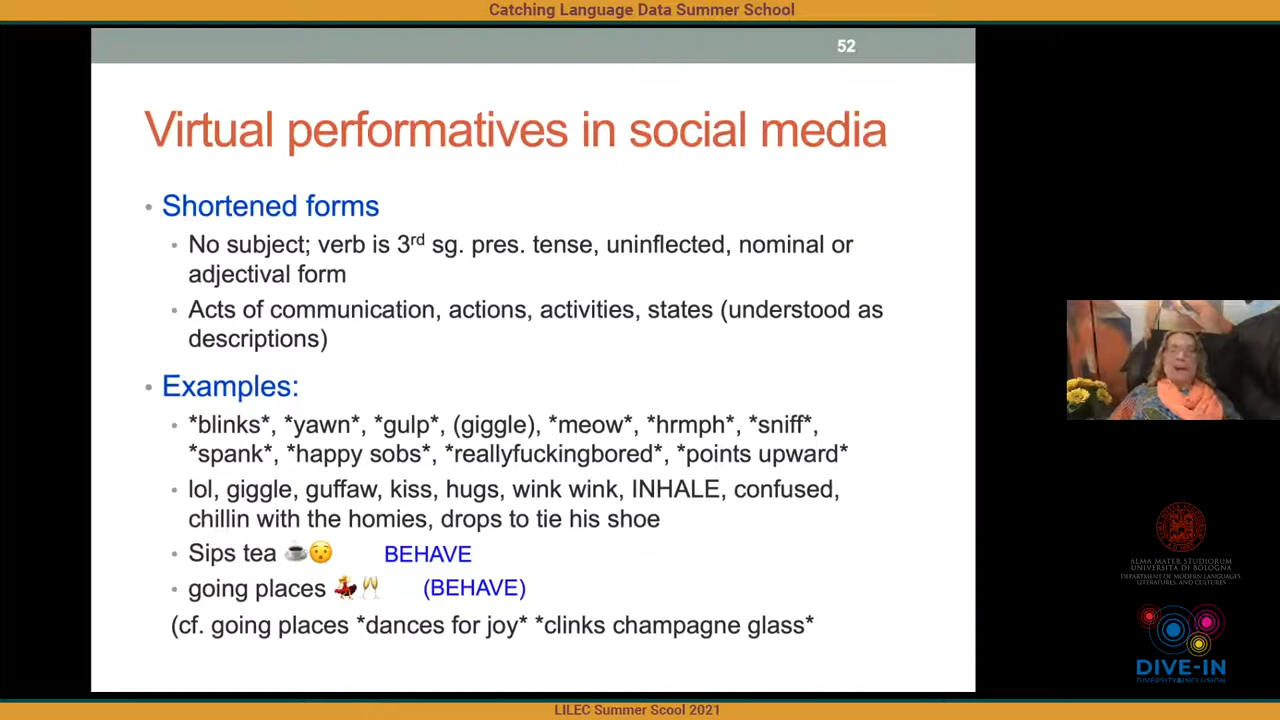 Catching Language Data Summer School
52
Virtual performatives in social media
• Shortened forms
• No subject; verb is 3rd sg. pres. tense, uninflected, nominal or
adjectival form
• Acts of communication, actions, activities, states (understood as
descriptions)
• Examples:
• *blinks*, *yawn*, *gulp*, (giggle), *meow*, *hrmph*, *sniff*,
*spank*, *happy sobs*, *reallyfuckingbored*, *points upward*
• lol, giggle, guffaw, kiss, hugs, wink wink, INHALE, confused,
chillin with the homies, drops to tie his shoe
• Sips tea ☕😯 BEHAVE
• going places 💃🥂 (BEHAVE)
(cf. going places *dances for joy* *clinks champagne glass*
ALMA MATER STUDIORUM
UNIVERSITÀ DI BOLOGNA
DEPARTMENT OF MODERN LANGUAGES,
LITERATURES, AND CULTURES
DIVE-IN
DIVERSITY&INCLUSION
LILEC Summer Scool 2021